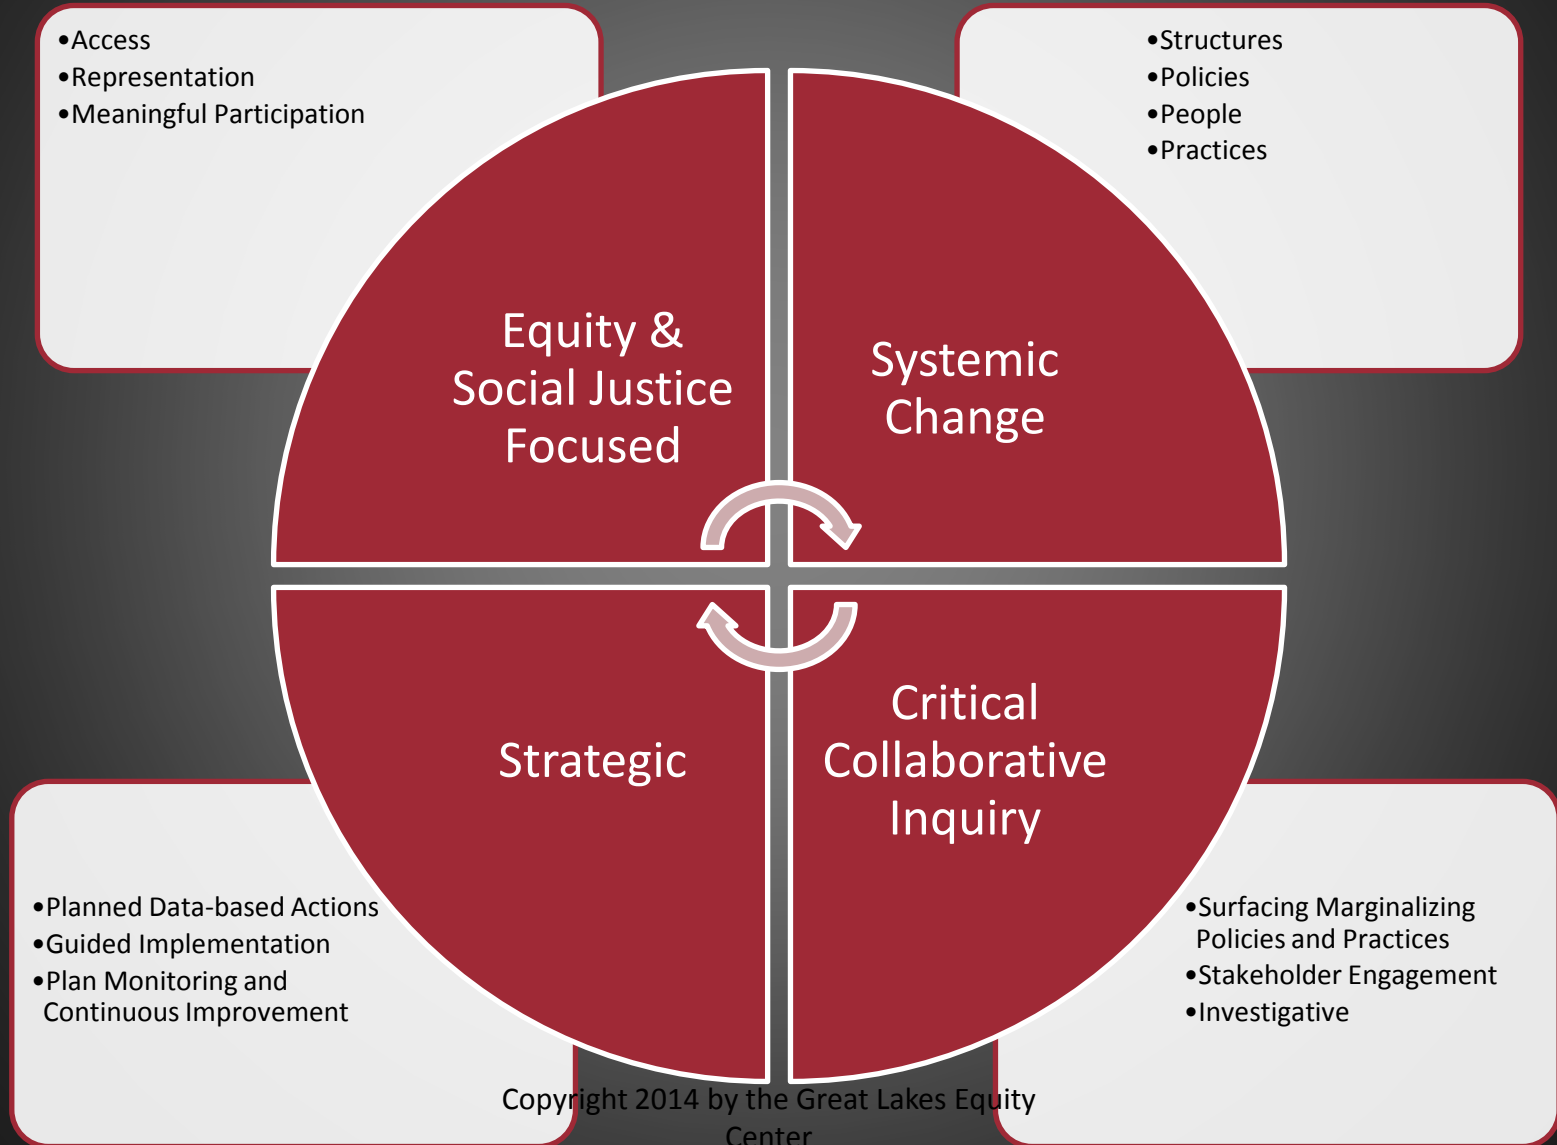 •Access
•Representation
•Meaningful Participation
•Structures
•Policies
•People
•Practices
Equity &
Social Justice
Focused
Systemic
Change
Strategic
Critical
Collaborative
Inquiry
•Planned Data-based Actions
•Guided Implementation
•Plan Monitoring and
Continuous Improvement
•Surfacing Marginalizing
Policies and Practices
•Stakeholder Engagement
•Investigative
Copyright 2014 by the Great Lakes Equity
Center